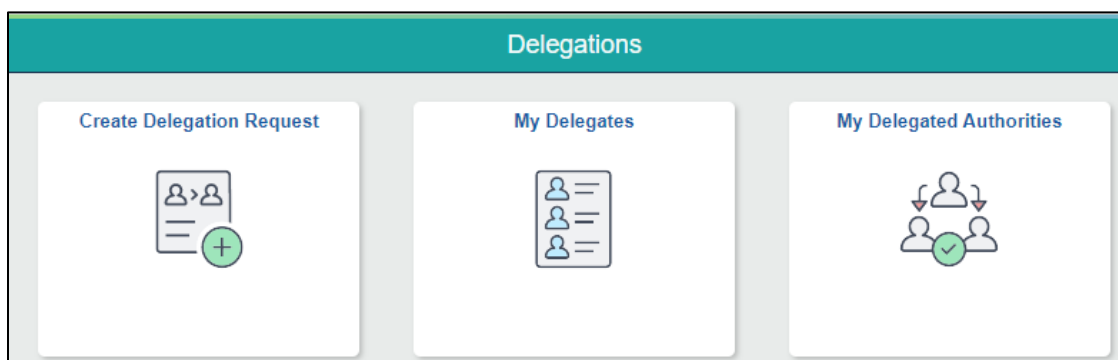 Delegations
Create Delegation Request
My Delegates
My Delegated Authorities